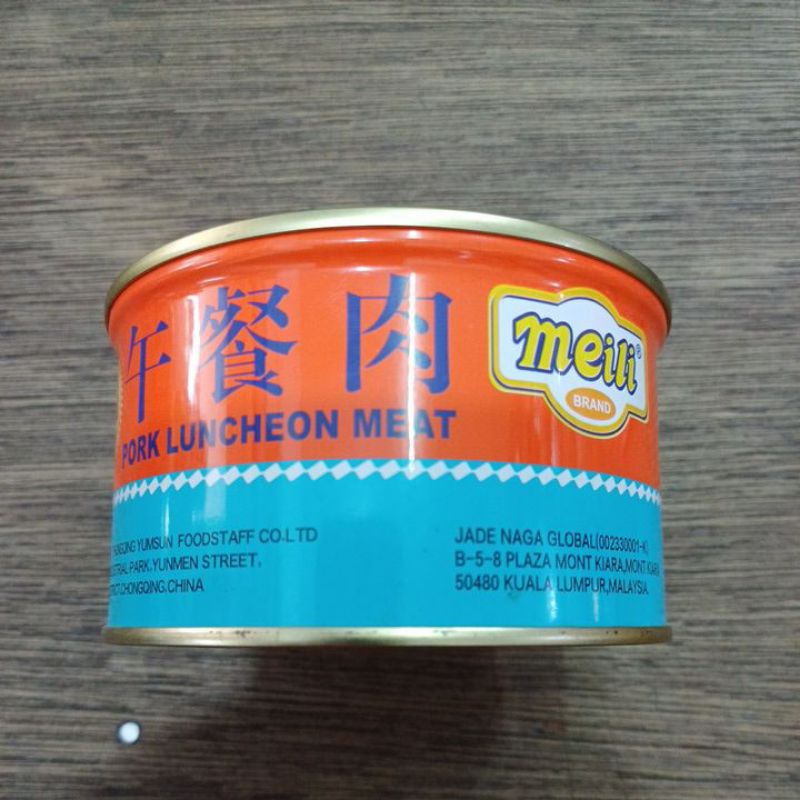 午餐肉
PORK LUNCHEON MEAT
meili®
BRAND
YUMSUN FOODSTAFF CO.LTD
PARK, YUNMEN STREET,
CHONGQING, CHINA
JADE NAGA GLOBAL(002330001-K)
B-5-8 PLAZA MONT KIARA, MONT KIARA
50480 KUALA LUMPUR, MALAYSIA.